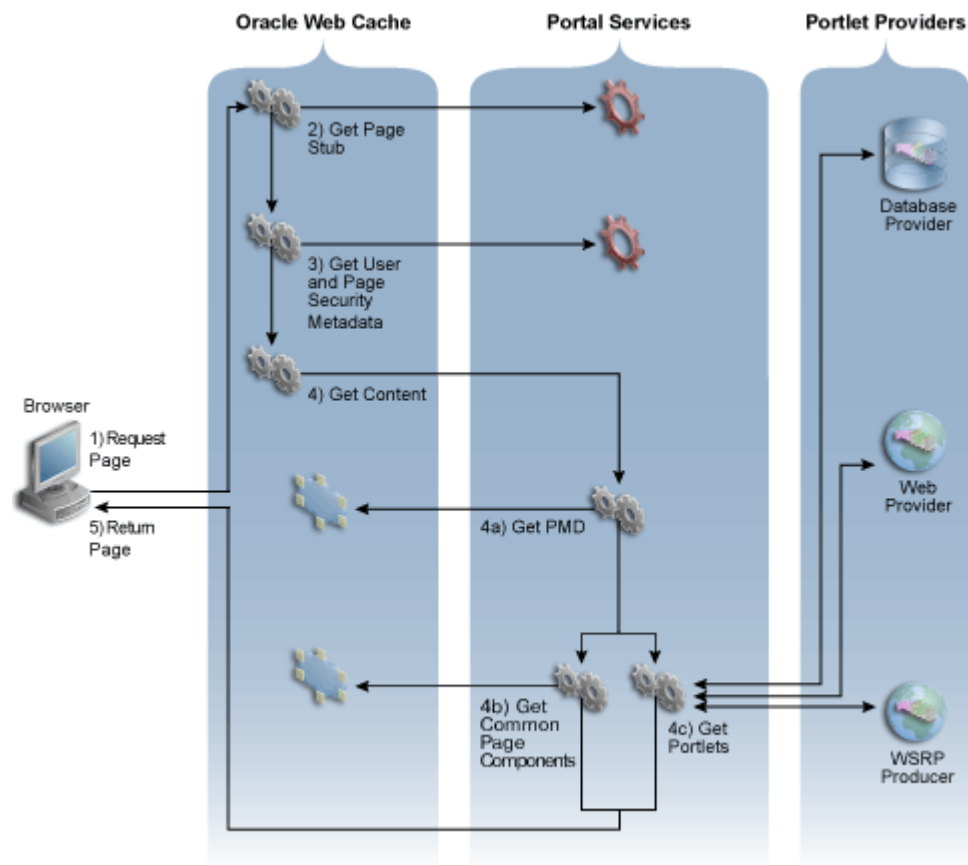 Oracle Web Cache
Portal Services
Portlet Providers
2) Get Page
Stub
Database
Provider
3) Get User
and Page
Security
Metadata
4) Get Content
Browser
1) Request
Page
5) Return
Page
Web
Provider
4a) Get PMD
4b) Get
Common
Page
Components
4c) Get
Portlets
WSRP
Producer